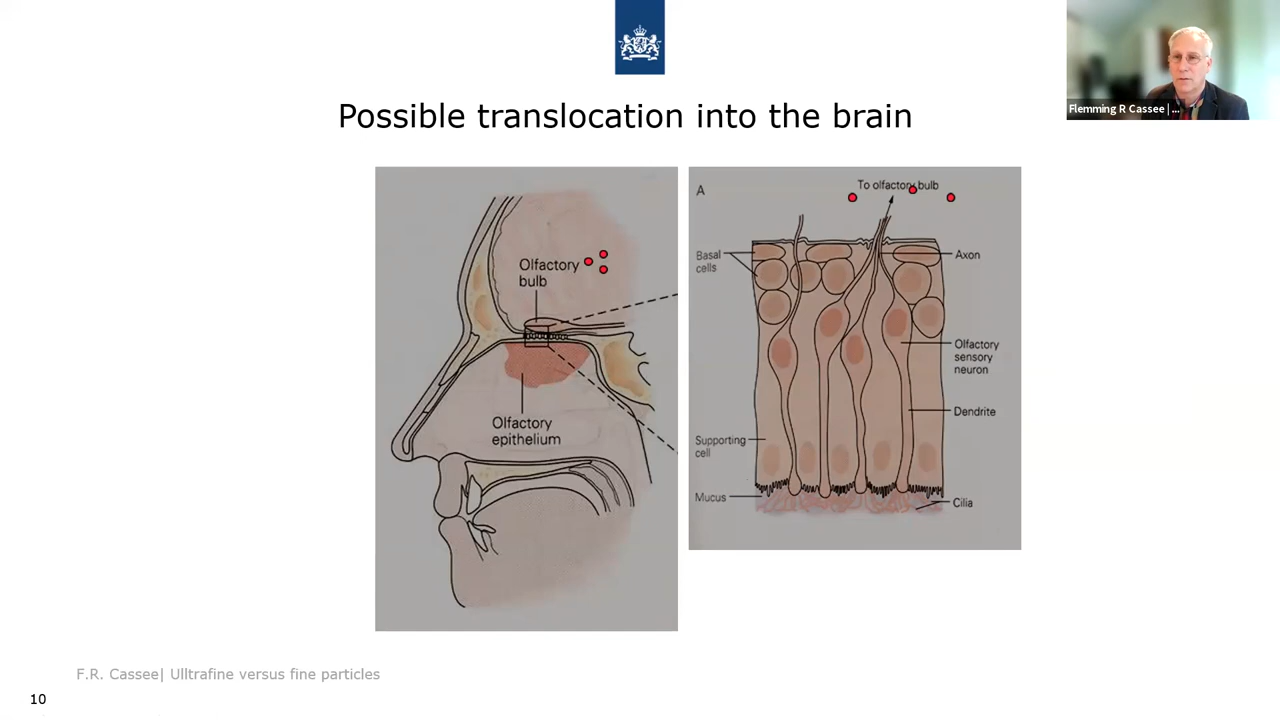 Flemming R Cassee | ...
Possible translocation into the brain
Olfactory
bulb
Olfactory
epithelium
A
To olfactory bulb
Basal
cells
Axon
Olfactory
sensory
neuron
Dendrite
Supporting
cell
Mucus
Cilia
F.R. Cassee| Ulltrafine versus fine particles
10